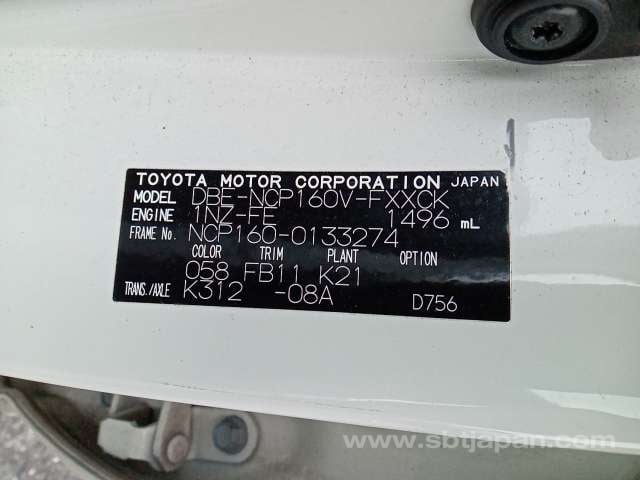 TOYOTA MOTOR CORPORATION JAPAN
MODEL DBE-NCP160V-FXXCK
ENGINE 1NZ-FE 1496 mL
FRAME No. NCP160-0133274
COLOR TRIM PLANT OPTION
058 FB11 K21
TRANS./AXLE K312 -08A D756
www.sbtjapan.com